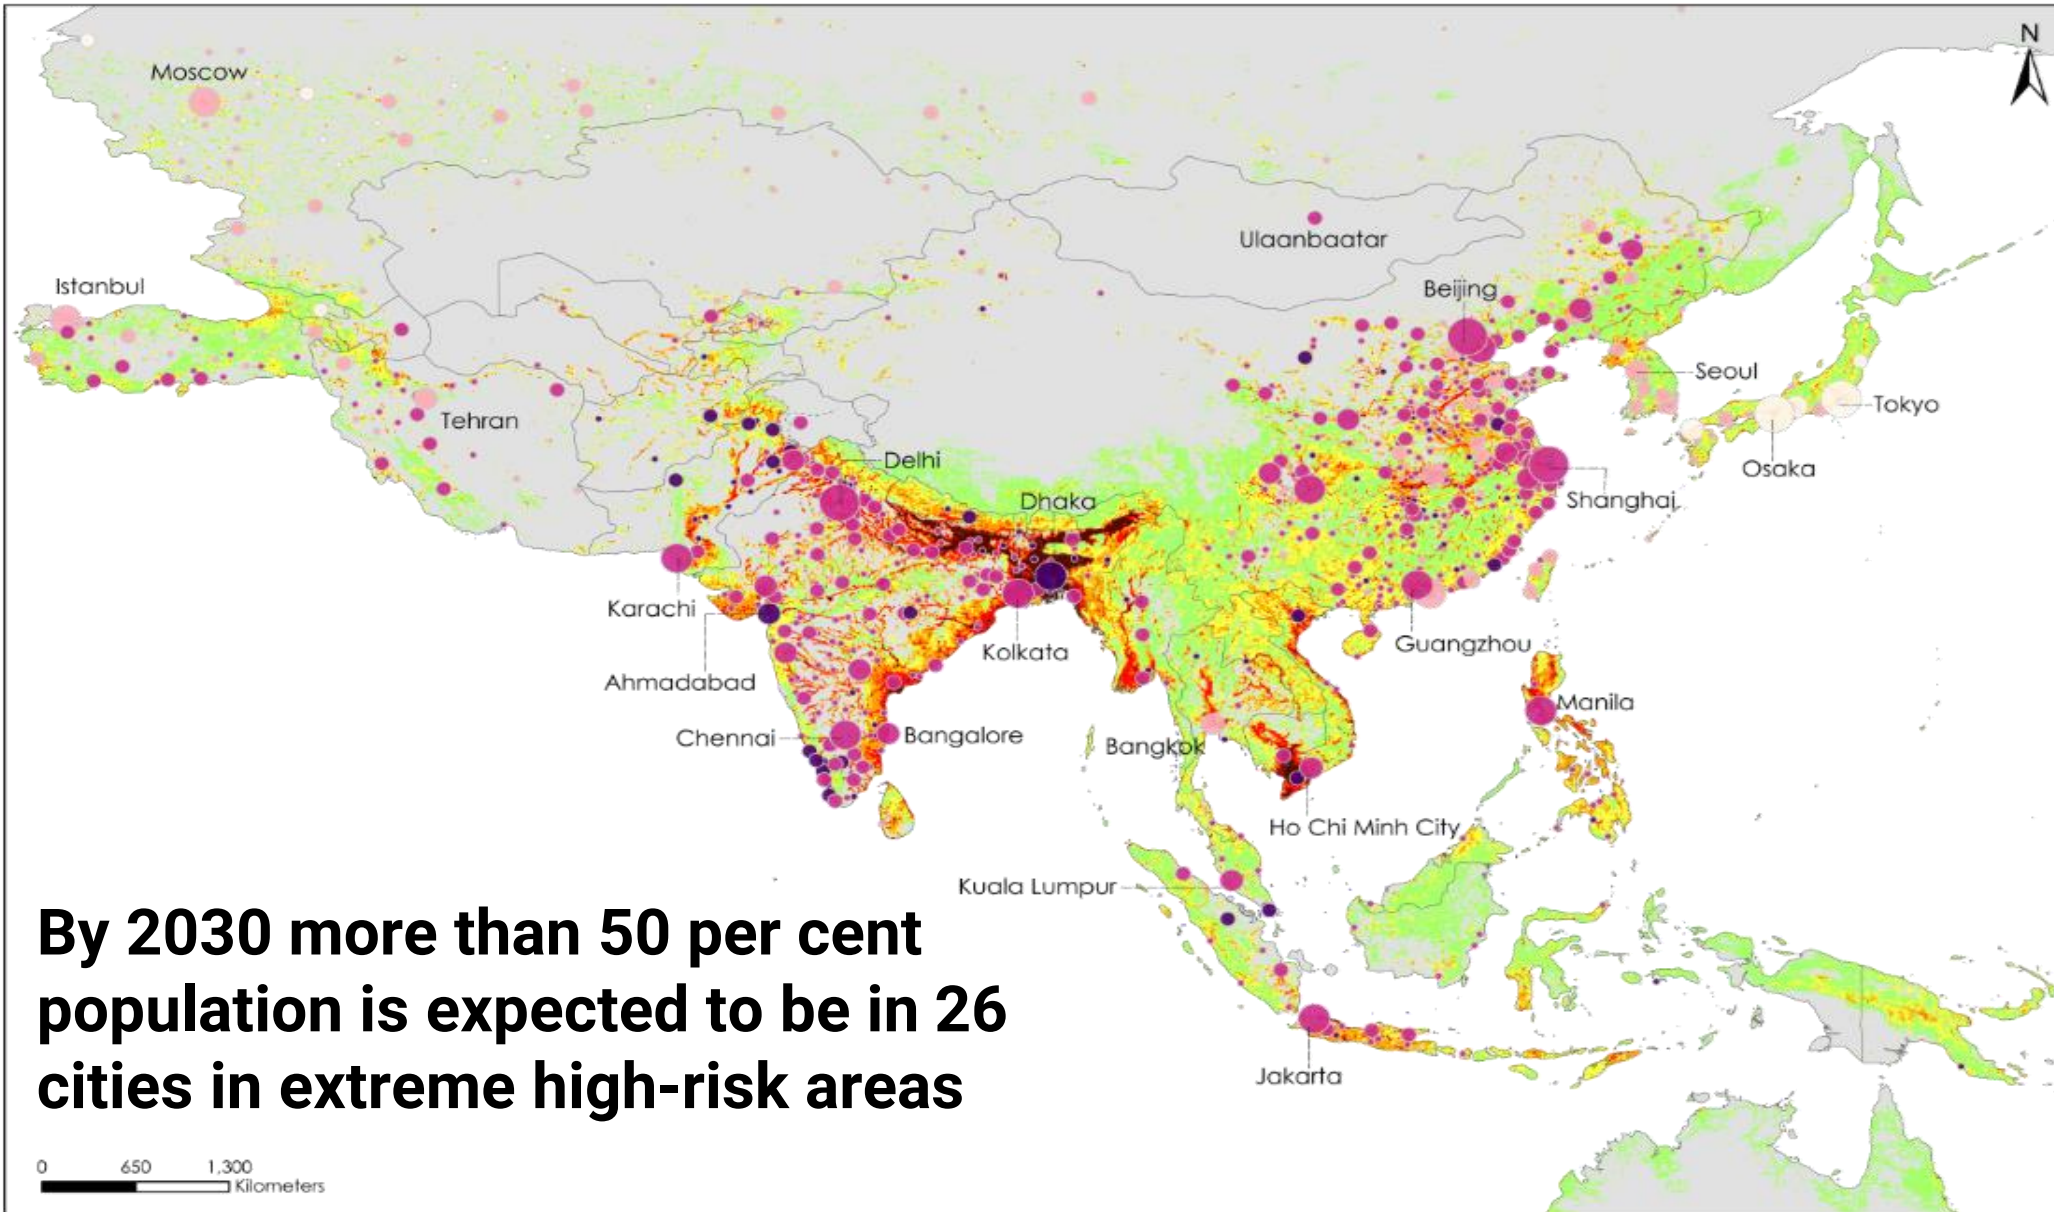 N
Moscow
Ulaanbaatar
Istanbul
Beijing
Seoul
Tokyo
Tehran
Delhi
Osaka
Dhaka
Shanghai
Karachi
Guangzhou
Kolkata
Ahmadabad
Manila
Chennai
Bangalore
Bangkok
Ho Chi Minh City
Kuala Lumpur
By 2030 more than 50 per cent
population is expected to be in 26
cities in extreme high-risk areas
Jakarta
0 650 1,300
Kilometers